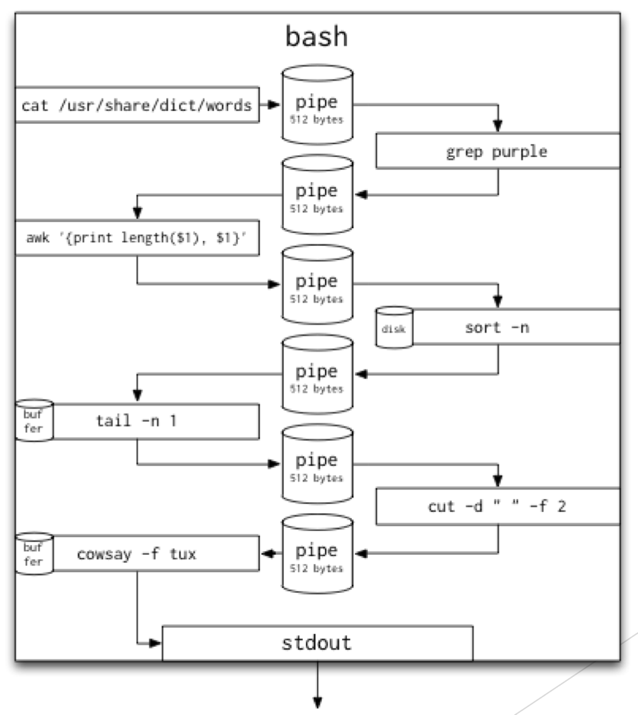 bash
cat /usr/share/dict/words
pipe
512 bytes
grep purple
pipe
512 bytes
awk '{print length($1), $1}'
pipe
512 bytes
disk
sort -n
pipe
512 bytes
buf
fer
tail -n 1
pipe
512 bytes
cut -d " " -f 2
pipe
512 bytes
buf
fer
cowsay -f tux
stdout